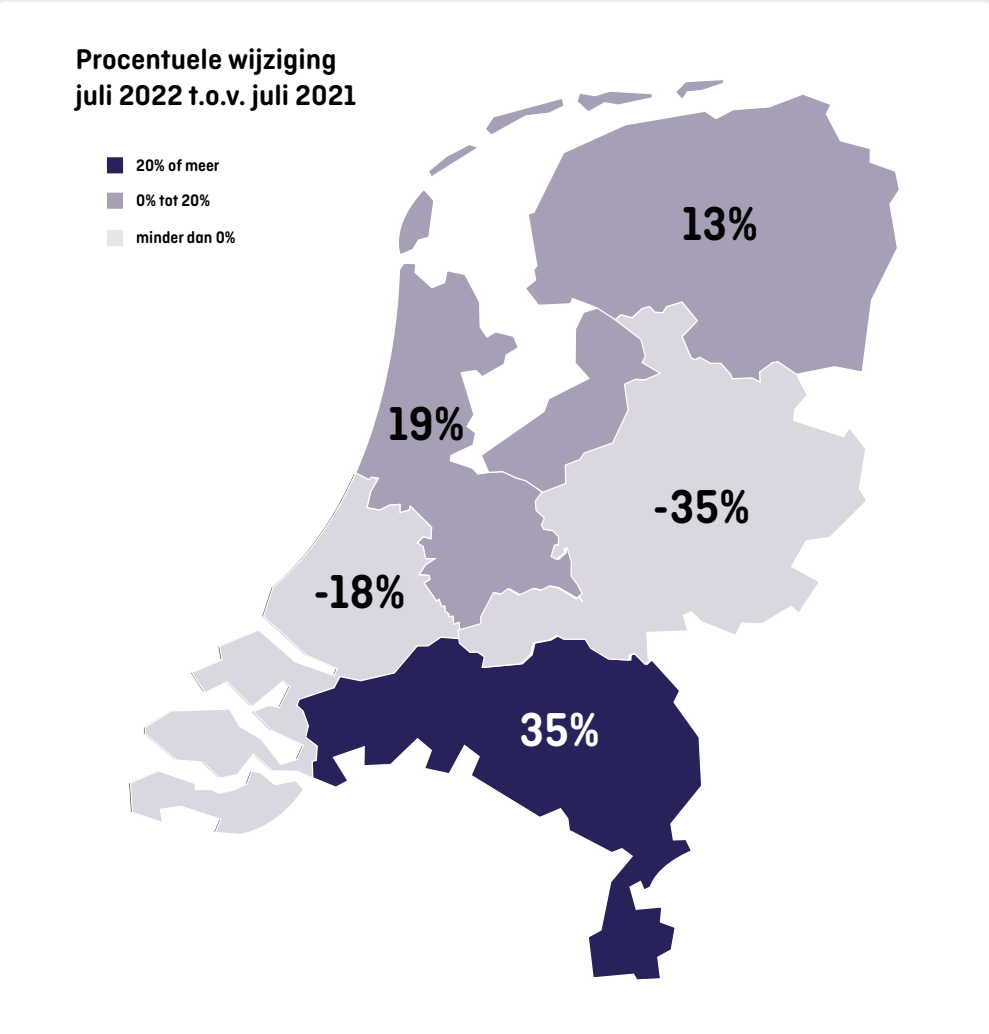 Procentuele wijziging
juli 2022 t.o.v. juli 2021
20% of meer
0% tot 20%
minder dan 0%
13%
19%
-35%
-18%
35%